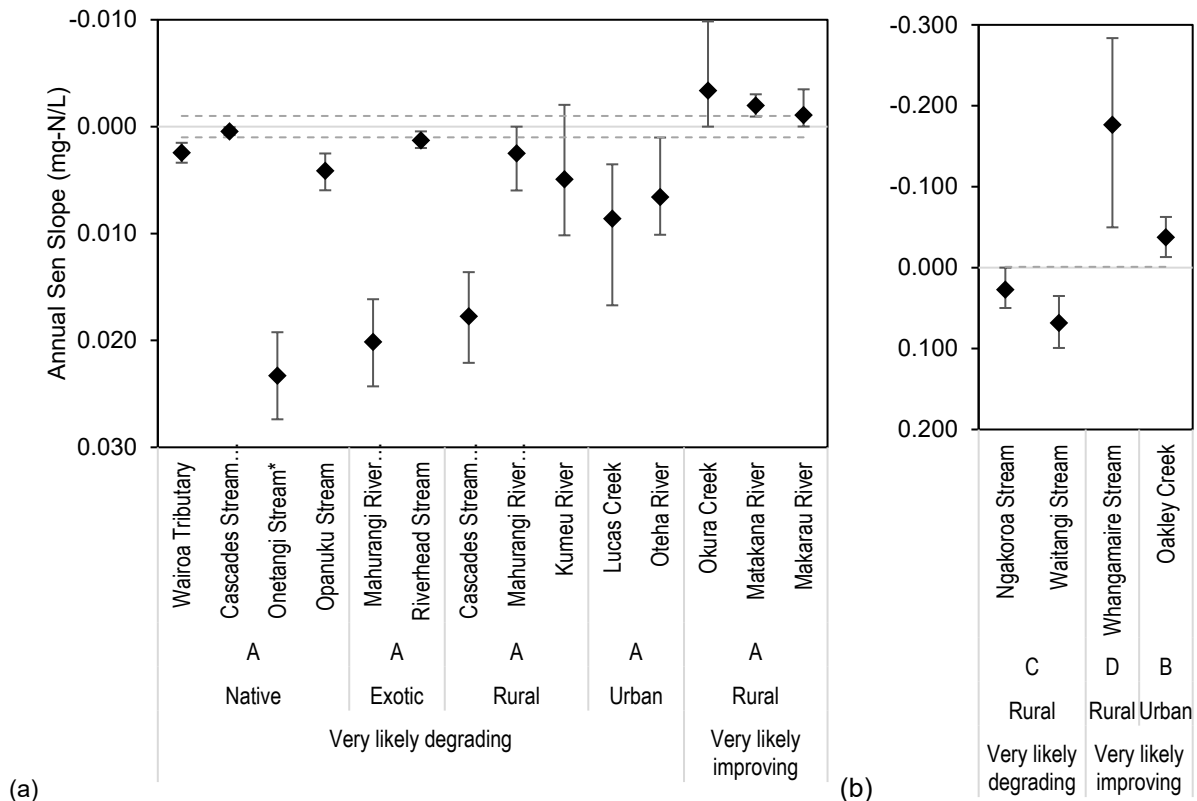 Annual Sen Slope (mg-N/L)
-0.010
0.000
0.010
0.020
0.030
Wairoa Tributary
Cascades Stream...
Onetangi Stream*
Opanuku Stream
Mahurangi River...
Riverhead Stream
Cascades Stream...
Mahurangi River...
Kumeu River
Lucas Creek
Oteha River
Okura Creek
Matakana River
Makarau River
A A A A A
Native Exotic Rural Urban Rural
Very likely degrading Very likely
improving
(a)
-0.300
-0.200
-0.100
0.000
0.100
0.200
Ngakoroa Stream
Waitangi Stream
Whangamaire Stream
Oakley Creek
C D B
Rural Rural Urban
Very likely Very likely
degrading improving
(b)